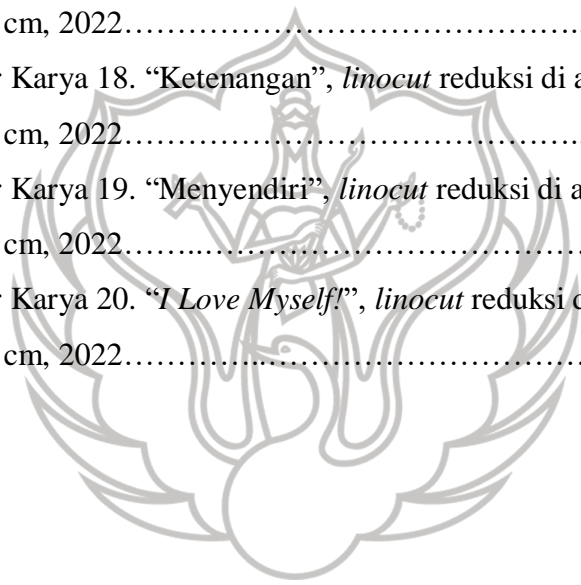 cm, 2022……………………………………..
Karya 18. “Ketenangan”, linocut reduksi di a
cm, 2022……………………………………..
Karya 19. “Menyendiri”, linocut reduksi di a
cm, 2022…….………………………………
Karya 20. “I Love Myself!”, linocut reduksi d
cm, 2022…………..…………………………